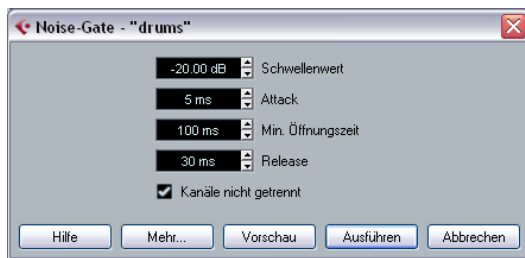 Noise-Gate - "drums"
-20.00 dB Schwellenwert
5 ms Attack
100 ms Min. Öffnungszeit
30 ms Release
Kanäle nicht getrennt
Hilfe Mehr... Vorschau Ausführen Abbrechen